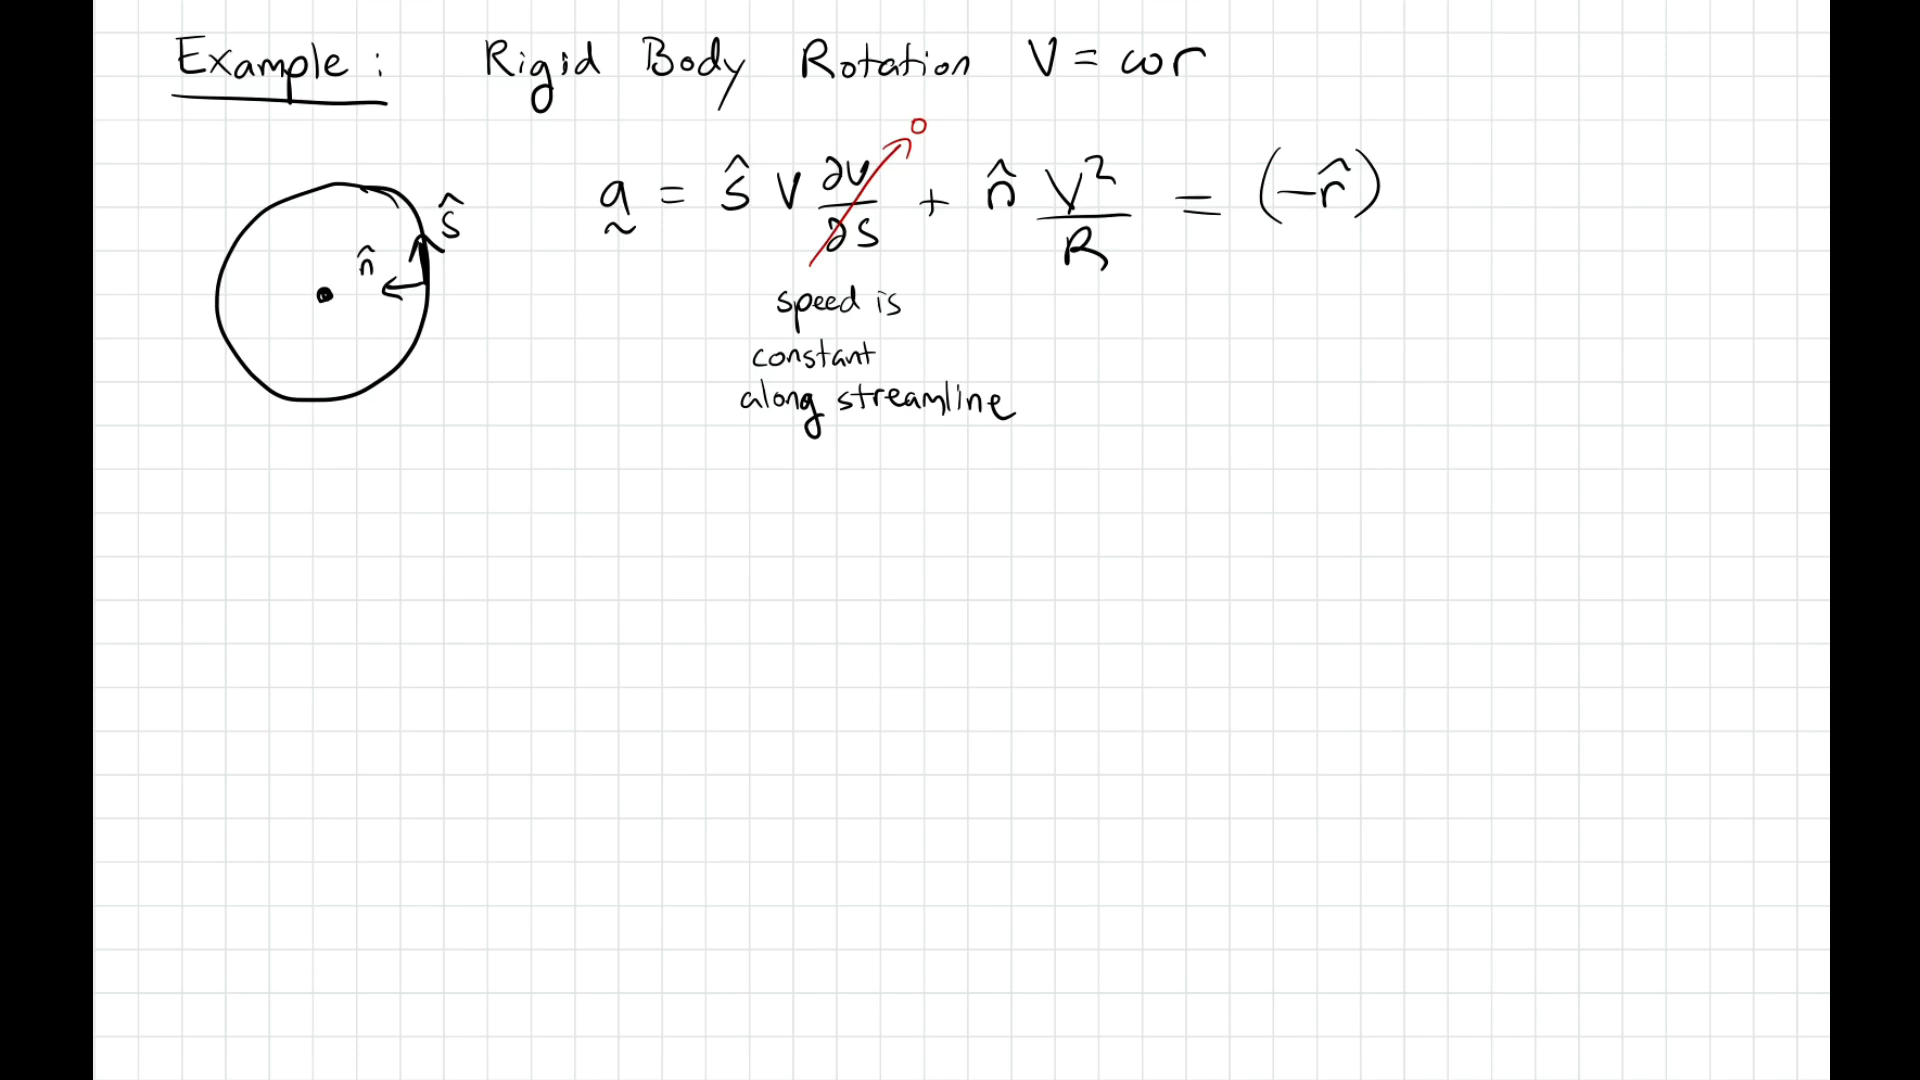 Example: Rigid Body Rotation V = ωr
a̰ = ŝ V ∂V/∂s + n̂ V²/R = (-r̂)
0
ŝ
n̂
speed is
constant
along streamline